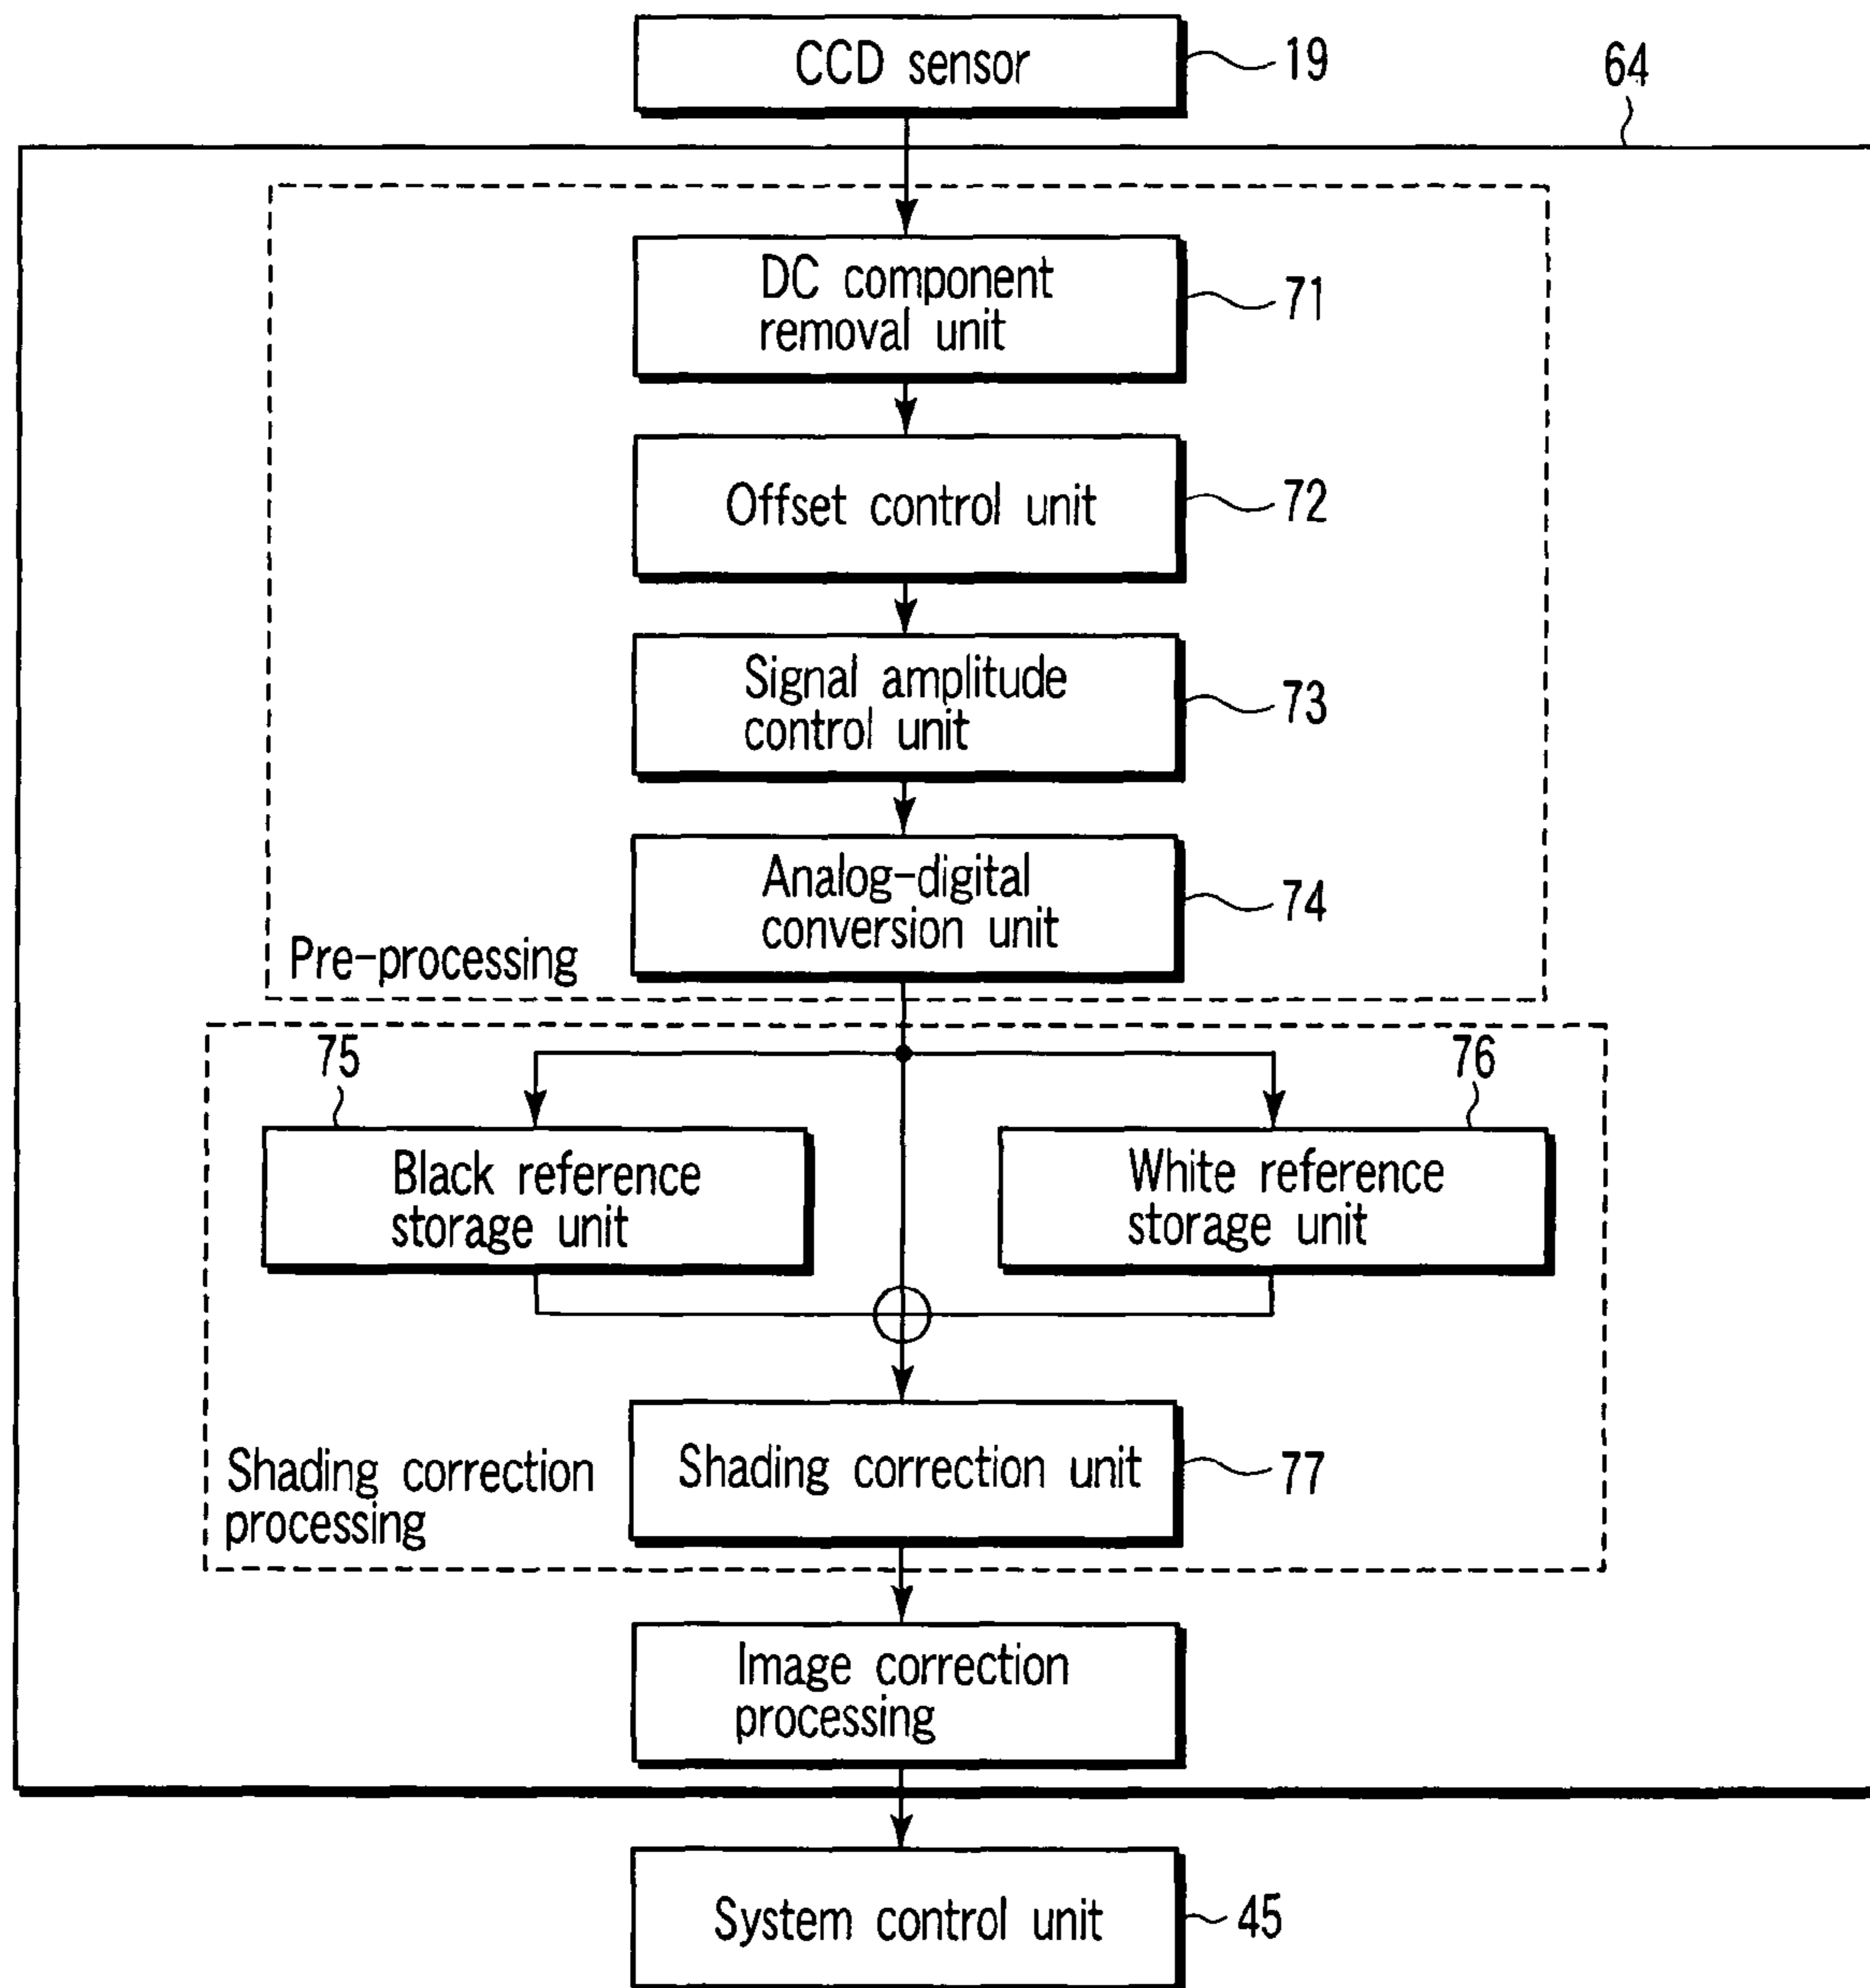 CCD sensor
19
64
DC component
removal unit
71
Offset control unit
72
Signal amplitude
control unit
73
Analog-digital
conversion unit
74
Pre-processing
75
76
Black reference
storage unit
White reference
storage unit
Shading correction
processing
Shading correction unit
77
Image correction
processing
System control unit
45